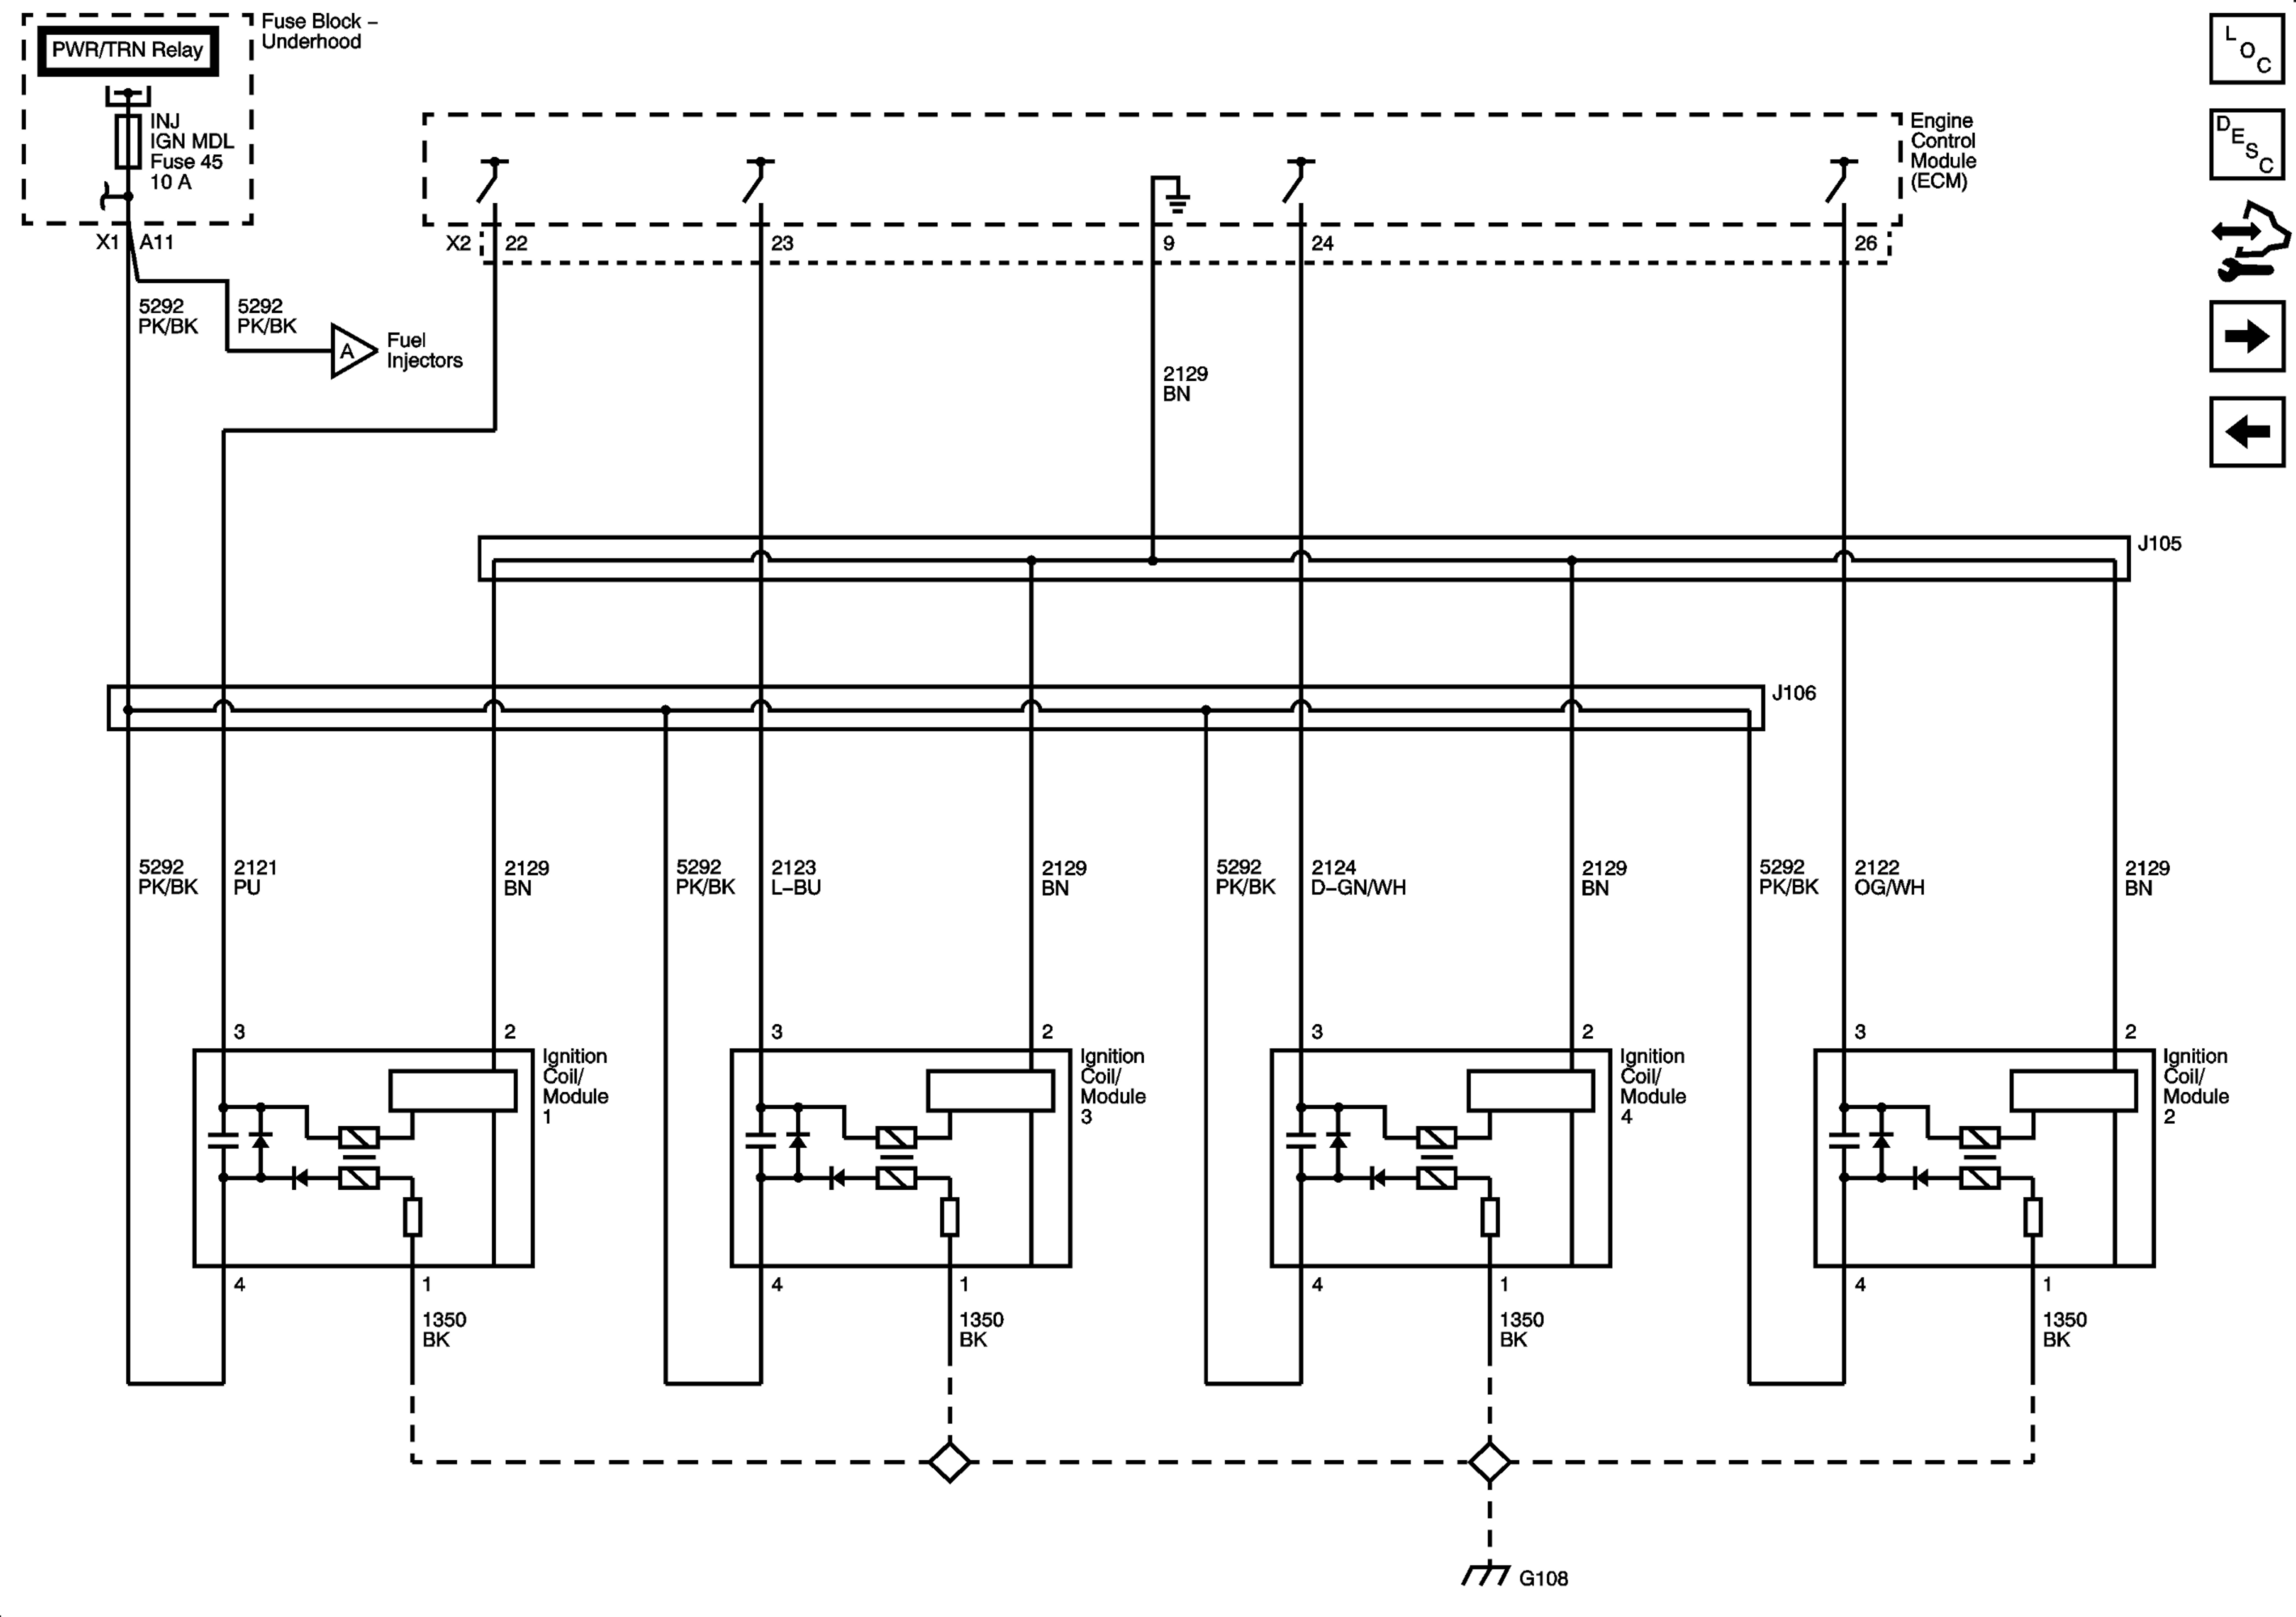 Fuse Block –
Underhood
PWR/TRN Relay
INJ
IGN MDL
Fuse 45
10 A
X1
A11
5292
PK/BK
5292
PK/BK
A
Fuel
Injectors
Engine
Control
Module
(ECM)
X2
22
23
9
24
26
2129
BN
L
O
C
D
E
S
C
J105
J106
5292
PK/BK
2121
PU
2129
BN
5292
PK/BK
2123
L–BU
2129
BN
5292
PK/BK
2124
D–GN/WH
2129
BN
5292
PK/BK
2122
OG/WH
2129
BN
3
2
Ignition
Coil/
Module
1
4
1
1350
BK
3
2
Ignition
Coil/
Module
3
4
1
1350
BK
3
2
Ignition
Coil/
Module
4
4
1
1350
BK
3
2
Ignition
Coil/
Module
2
4
1
1350
BK
G108